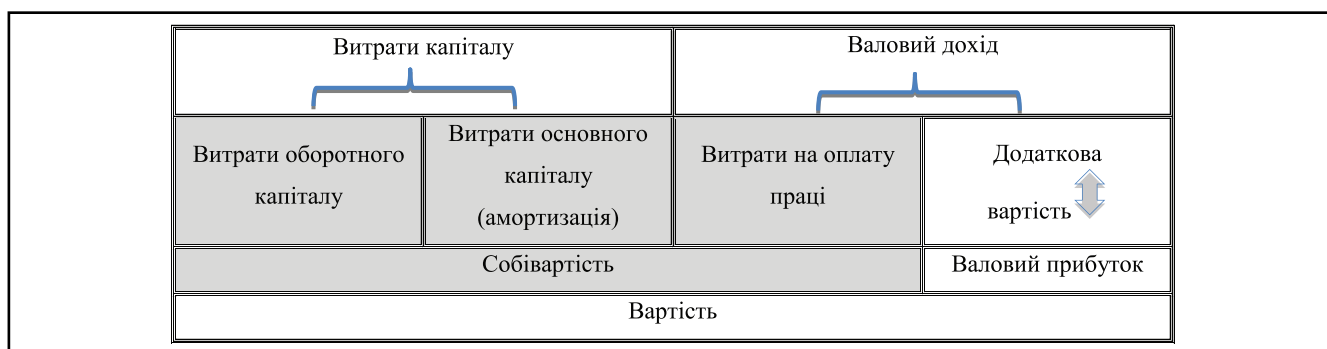 Витрати капіталу
Валовий дохід
Витрати оборотного
капіталу
Витрати основного
капіталу
(амортизація)
Витрати на оплату
праці
Додаткова
вартість
Собівартість
Валовий прибуток
Вартість